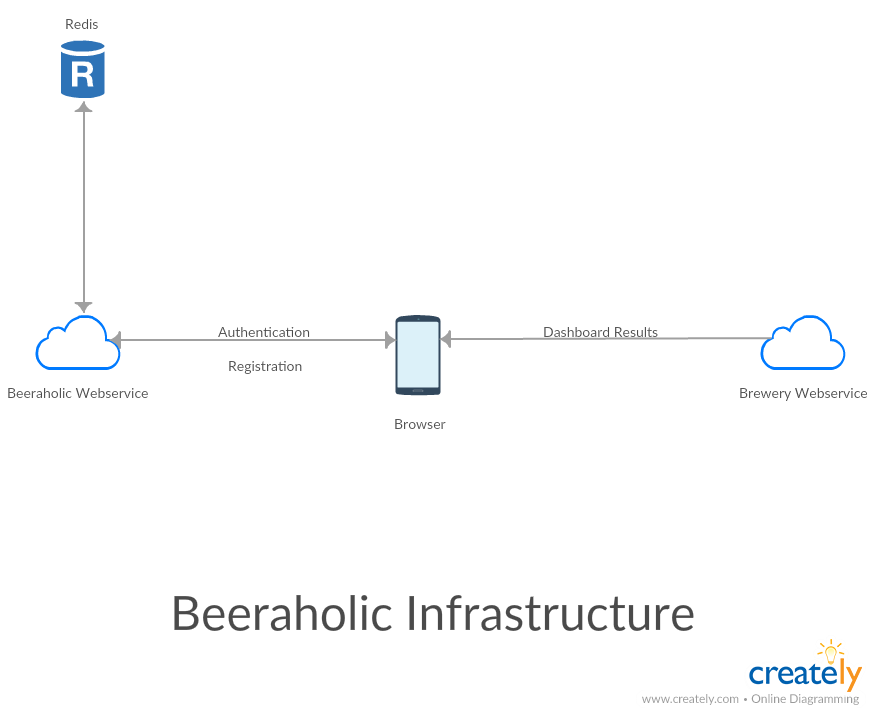 Redis
R
Authentication
Dashboard Results
Registration
Beeraholic Webservice
Brewery Webservice
Browser
Beeraholic Infrastructure
creately
www.creately.com • Online Diagramming